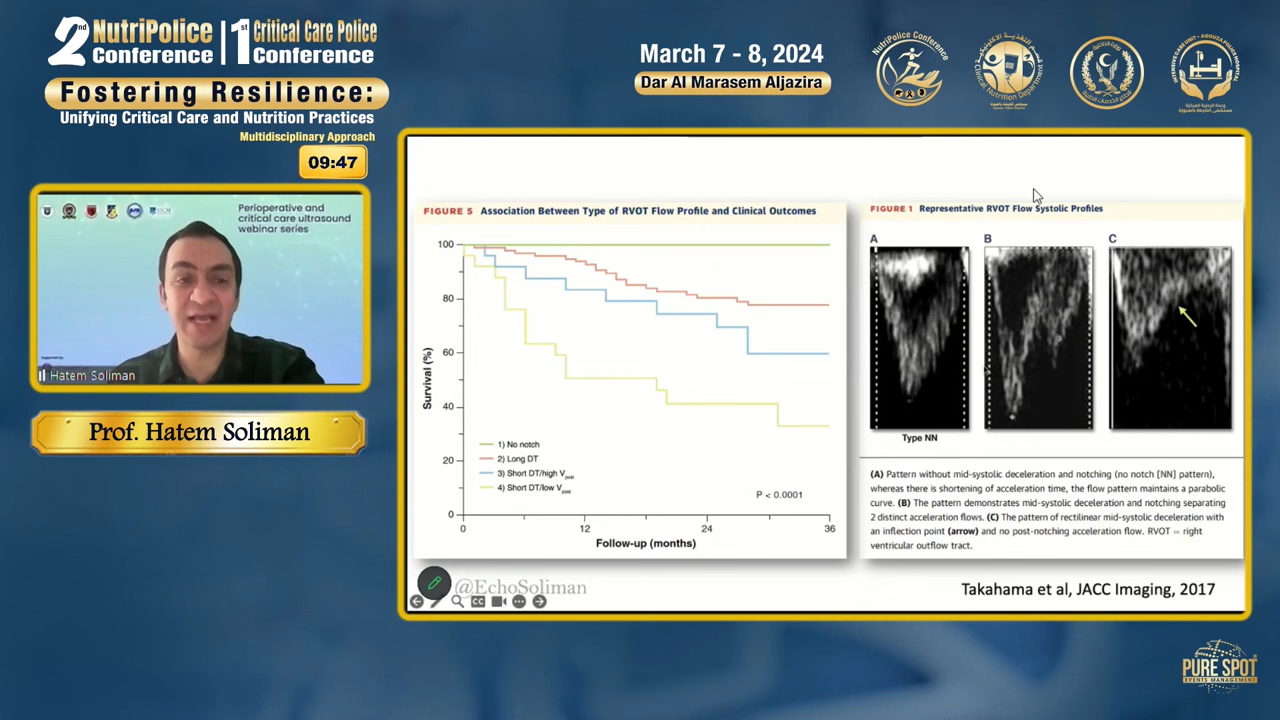 2nd NutriPolice Conference | 1st Critical Care Police Conference
Fostering Resilience:
Unifying Critical Care and Nutrition Practices
Multidisciplinary Approach
09:47
March 7 - 8, 2024
Dar Al Marasem Aljazira
NutriPolice Conference
Perioperative and
critical care ultrasound
webinar series
Hatem Soliman
Prof. Hatem Soliman
FIGURE 5 Association Between Type of RVOT Flow Profile and Clinical Outcomes
100
80
60
40
20
0
Survival (%)
1) No notch
2) Long DT
3) Short DT/high Vpost
4) Short DT/low Vpost
P < 0.0001
0 12 24 36
Follow-up (months)
FIGURE 1 Representative RVOT Flow Systolic Profiles
A B C
Type NN
(A) Pattern without mid-systolic deceleration and notching (no notch [NN] pattern),
whereas there is shortening of acceleration time, the flow pattern maintains a parabolic
curve. (B) The pattern demonstrates mid-systolic deceleration and notching separating
2 distinct acceleration flows. (C) The pattern of rectilinear mid-systolic deceleration with
an inflection point (arrow) and no post-notching acceleration flow. RVOT = right
ventricular outflow tract.
@EchoSoliman
CC
Takahama et al, JACC Imaging, 2017
PURE SPOT
EVENTS MANAGEMENT